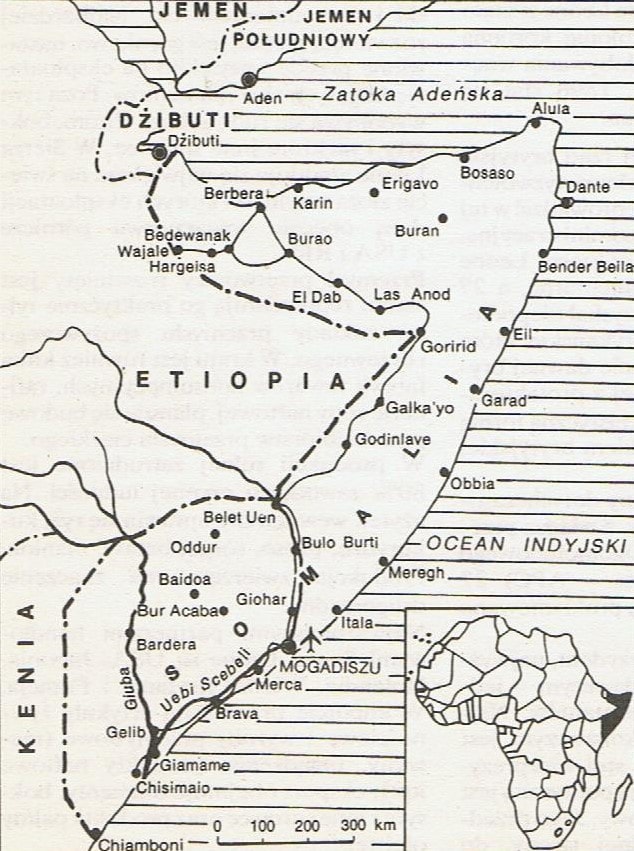 JEMEN
JEMEN
POŁUDNIOWY
Aden
Zatoka Adeńska
Alula
DŻIBUTI
Dżibuti
Bosaso
Dante
Berbera
Karin
Erigavo
Buran
Bedewanak
Wajale
Hargeisa
Burao
Bender Beila
El Dab
Las Anod
Goririd
Eil
ETIOPIA
Garad
Galka'yo
Godinlave
Obbia
Belet Uen
Oddur
Bulo Burti
OCEAN INDYJSKI
Meregh
Baidoa
Bur Acaba
Giohar
Itala
Bardera
MOGADISZU
Merca
Giuba
Uebi Scebeli
Brava
Gelib
Giamame
Chisimaio
Chiamboni
KENIA
SOMALIA
0 100 200 300 km